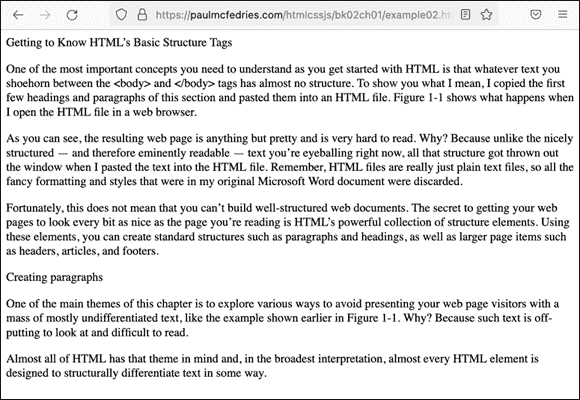 https://paulmcfedries.com/htmlcssjs/bk02ch01/example02.ht
Getting to Know HTML’s Basic Structure Tags
One of the most important concepts you need to understand as you get started with HTML is that whatever text you
shoehorn between the <body> and </body> tags has almost no structure. To show you what I mean, I copied the first
few headings and paragraphs of this section and pasted them into an HTML file. Figure 1-1 shows what happens when
I open the HTML file in a web browser.
As you can see, the resulting web page is anything but pretty and is very hard to read. Why? Because unlike the nicely
structured — and therefore eminently readable — text you’re eyeballing right now, all that structure got thrown out
the window when I pasted the text into the HTML file. Remember, HTML files are really just plain text files, so all the
fancy formatting and styles that were in my original Microsoft Word document were discarded.
Fortunately, this does not mean that you can’t build well-structured web documents. The secret to getting your web
pages to look every bit as nice as the page you’re reading is HTML’s powerful collection of structure elements. Using
these elements, you can create standard structures such as paragraphs and headings, as well as larger page items such
as headers, articles, and footers.
Creating paragraphs
One of the main themes of this chapter is to explore various ways to avoid presenting your web page visitors with a
mass of mostly undifferentiated text, like the example shown earlier in Figure 1-1. Why? Because such text is off-
putting to look at and difficult to read.
Almost all of HTML has that theme in mind and, in the broadest interpretation, almost every HTML element is
designed to structurally differentiate text in some way.